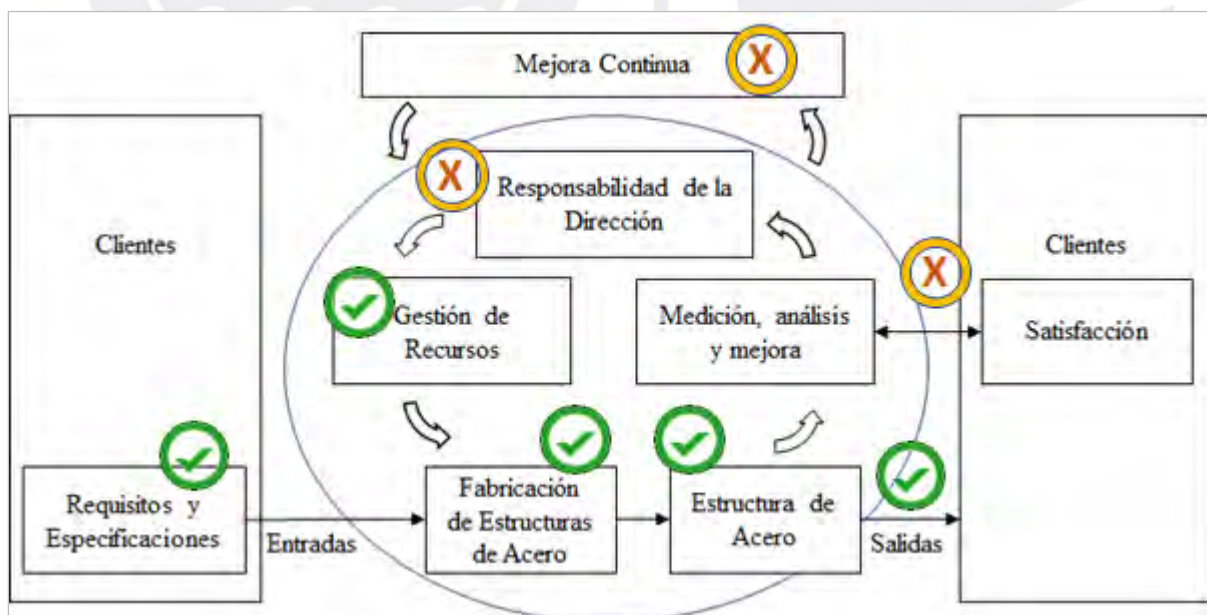 Mejora Continua
X
X
Responsabilidad de la
Dirección
Clientes
Clientes
X
Gestión de
Recursos
Medición, análisis
y mejora
Satisfacción
Requisitos y
Especificaciones
Entradas
Fabricación
de Estructuras
de Acero
Estructura de
Acero
Salidas